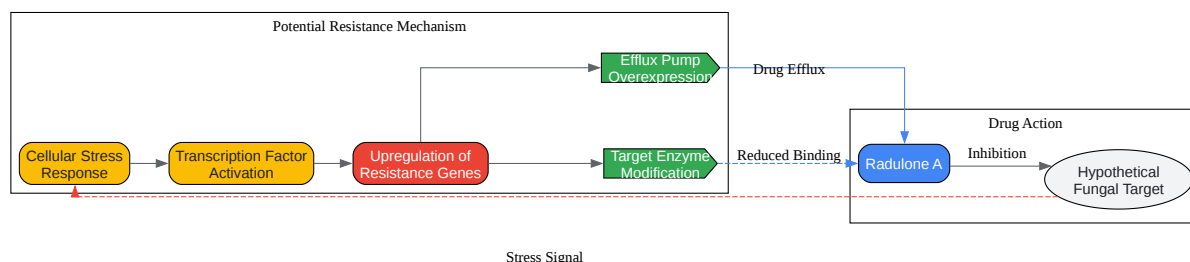 Potential Resistance Mechanism
Efflux Pump
Overexpression
Drug Efflux
Drug Action
Cellular Stress
Response
Transcription Factor
Activation
Upregulation of
Resistance Genes
Target Enzyme
Modification
Reduced Binding
Radulone A
Inhibition
Hypothetical
Fungal Target
Stress Signal